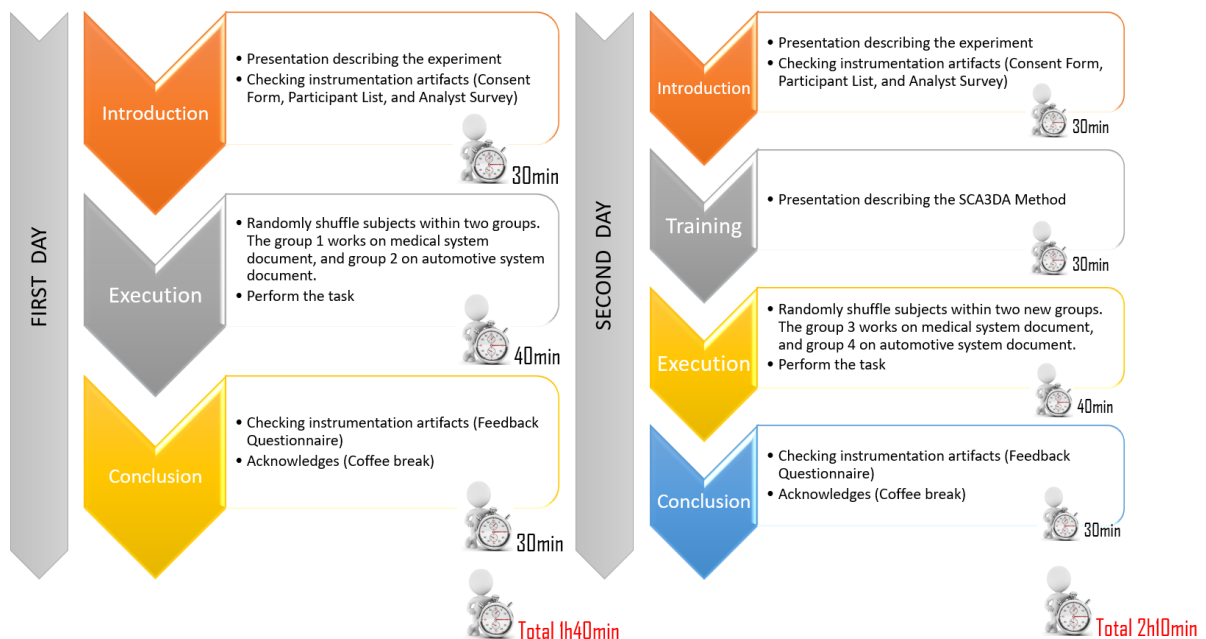 FIRST DAY
Introduction
• Presentation describing the experiment
• Checking instrumentation artifacts (Consent
Form, Participant List, and Analyst Survey)
30min
Execution
• Randomly shuffle subjects within two groups.
The group 1 works on medical system
document, and group 2 on automotive system
document.
• Perform the task
40min
Conclusion
• Checking instrumentation artifacts (Feedback
Questionnaire)
• Acknowledges (Coffee break)
30min
Total 1h40min
SECOND DAY
Introduction
• Presentation describing the experiment
• Checking instrumentation artifacts (Consent Form,
Participant List, and Analyst Survey)
30min
Training
• Presentation describing the SCA3DA Method
30min
Execution
• Randomly shuffle subjects within two new groups.
The group 3 works on medical system document,
and group 4 on automotive system document.
• Perform the task
40min
Conclusion
• Checking instrumentation artifacts (Feedback
Questionnaire)
• Acknowledges (Coffee break)
30min
Total 2h10min